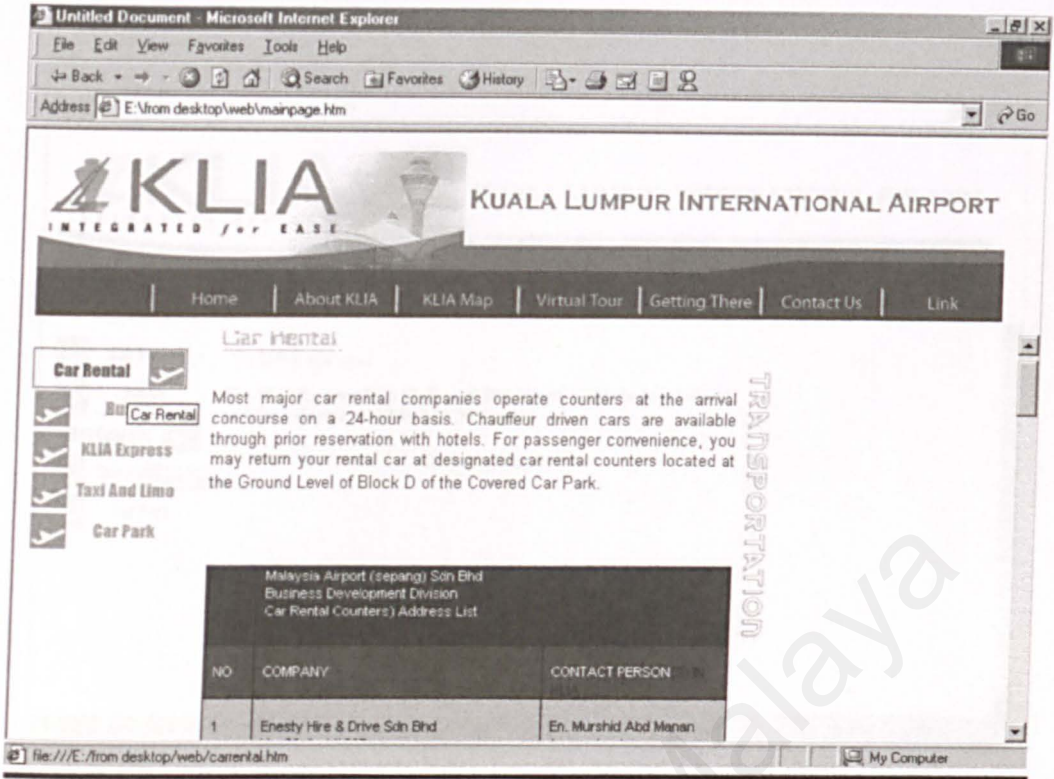 Untitled Document - Microsoft Internet Explorer
File Edit View Favorites Tools Help
Back Search Favorites History
Address E:\from desktop\web\mainpage.htm Go
KLIA
INTEGRATED for EASE
KUALA LUMPUR INTERNATIONAL AIRPORT
Home About KLIA KLIA Map Virtual Tour Getting There Contact Us Link
Car Rental
Car Rental
Car Rental
KLIA Express
Taxi And Limo
Car Park
Most major car rental companies operate counters at the arrival
concourse on a 24-hour basis. Chauffeur driven cars are available
through prior reservation with hotels. For passenger convenience, you
may return your rental car at designated car rental counters located at
the Ground Level of Block D of the Covered Car Park.
TRANSPORTATION
Malaysia Airport (sepang) Sdn Bhd
Business Development Division
Car Rental Counters) Address List
NO COMPANY CONTACT PERSON
1 Enesty Hire & Drive Sdn Bhd En. Murshid Abd Manan
file:///E:/from desktop/web/carrental.htm My Computer
Malaya